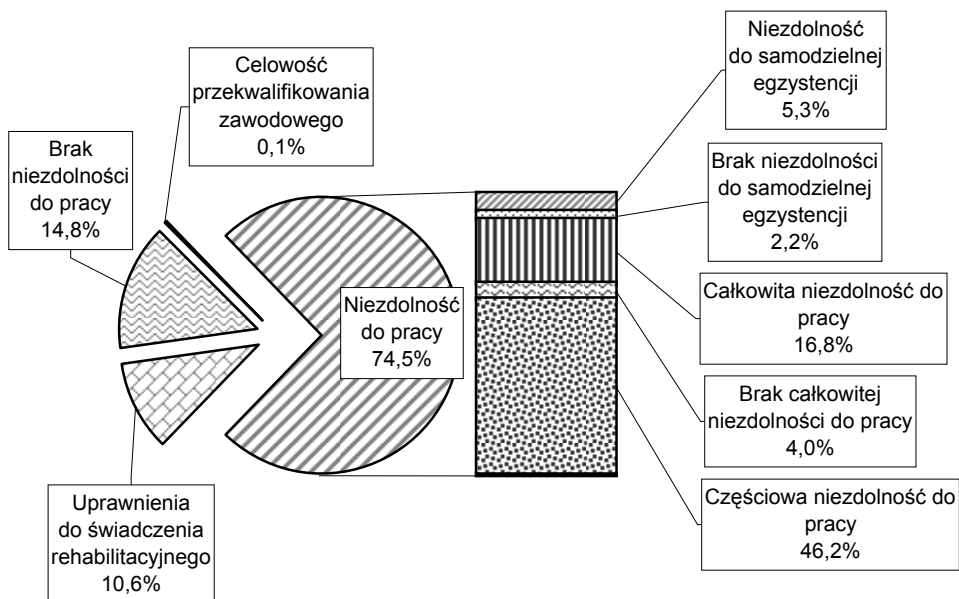 Celowość
przekwalifikowania
zawodowego
0,1%
Brak
niezdolności
do pracy
14,8%
Uprawnienia
do świadczenia
rehabilitacyjnego
10,6%
Niezdolność
do pracy
74,5%
Niezdolność
do samodzielnej
egzystencji
5,3%
Brak niezdolności
do samodzielnej
egzystencji
2,2%
Całkowita niezdolność do
pracy
16,8%
Brak całkowitej
niezdolności do pracy
4,0%
Częściowa niezdolność do
pracy
46,2%